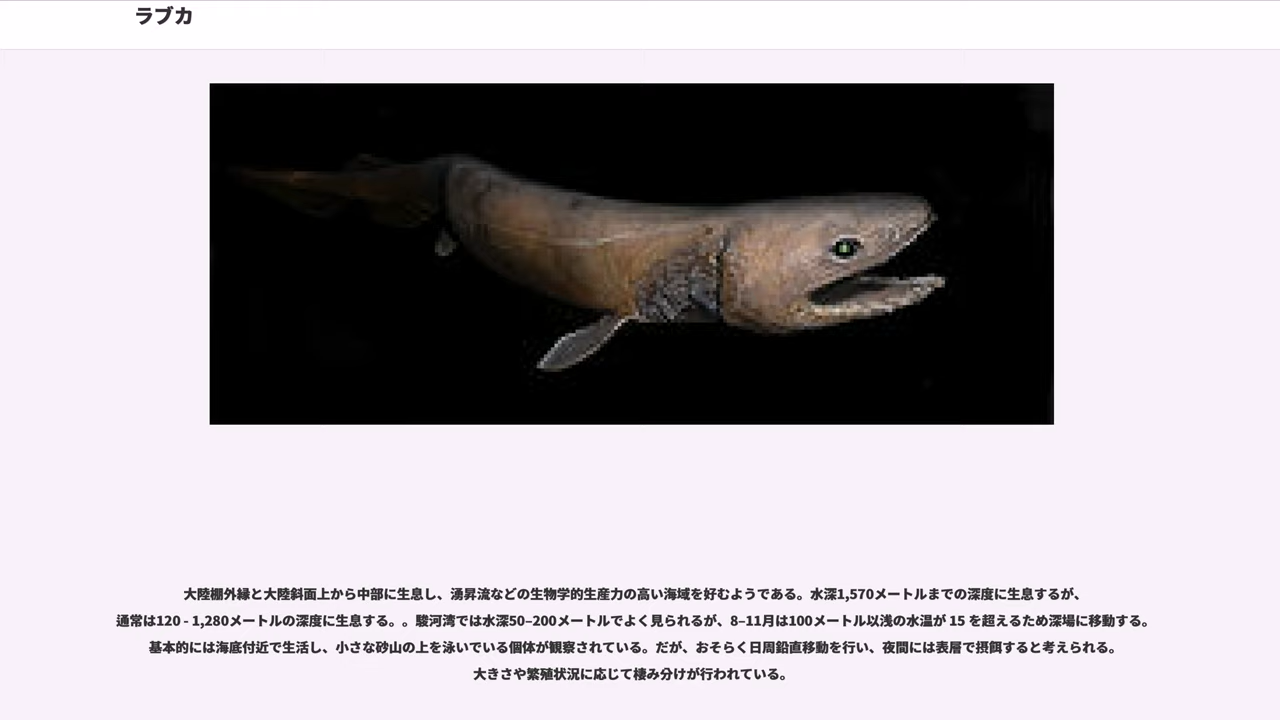 ラブカ
大陸棚外縁と大陸斜面上から中部に生息し、湧昇流などの生物学的生産力の高い海域を好むようである。水深1,570メートルまでの深度に生息するが、
通常は120 - 1,280メートルの深度に生息する。。駿河湾では水深50–200メートルでよく見られるが、8–11月は100メートル以浅の水温が 15 を超えるため深場に移動する。
基本的には海底付近で生活し、小さな砂山の上を泳いでいる個体が観察されている。だが、おそらく日周鉛直移動を行い、夜間には表層で摂餌すると考えられる。
大きさや繁殖状況に応じて棲み分けが行われている。